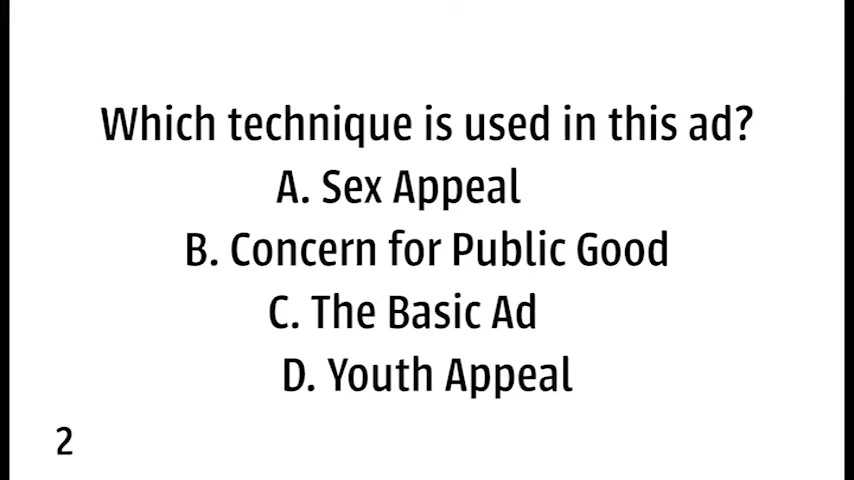 Which technique is used in this ad?
A. Sex Appeal
B. Concern for Public Good
C. The Basic Ad
D. Youth Appeal
2